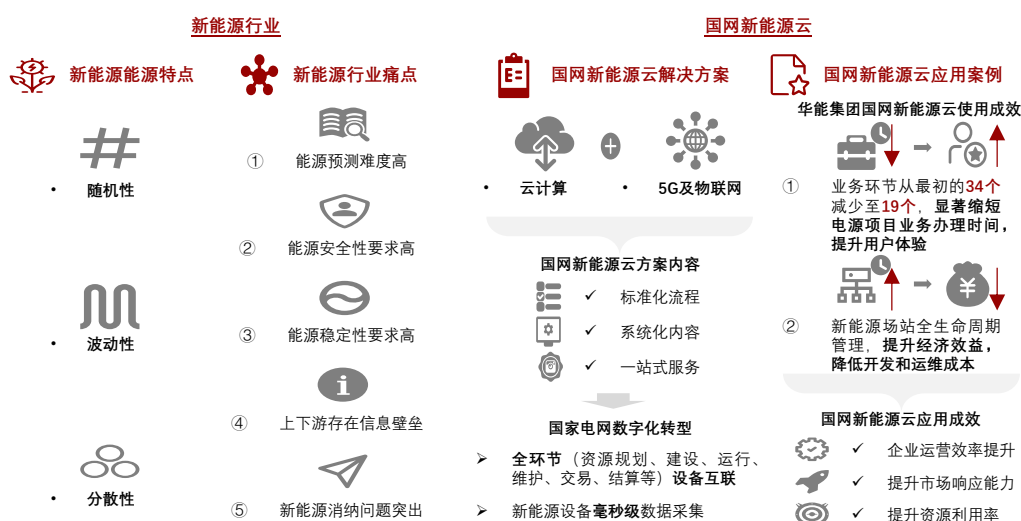 新能源行业
新能源能源特点
• 随机性
• 波动性
• 分散性
新能源行业痛点
① 能源预测难度高
② 能源安全性要求高
③ 能源稳定性要求高
④ 上下游存在信息壁垒
⑤ 新能源消纳问题突出
国网新能源云
国网新能源云解决方案
• 云计算
• 5G及物联网
国网新能源云方案内容
✓ 标准化流程
✓ 系统化内容
✓ 一站式服务
国家电网数字化转型
➢ 全环节（资源规划、建设、运行、
维护、交易、结算等）设备互联
➢ 新能源设备毫秒级数据采集
国网新能源云应用案例
华能集团国网新能源云使用成效
① 业务环节从最初的34个
减少至19个，显著缩短
电源项目业务办理时间，
提升用户体验
② 新能源场站全生命周期
管理，提升经济效益，
降低开发和运维成本
国网新能源云应用成效
✓ 企业运营效率提升
✓ 提升市场响应能力
✓ 提升资源利用率